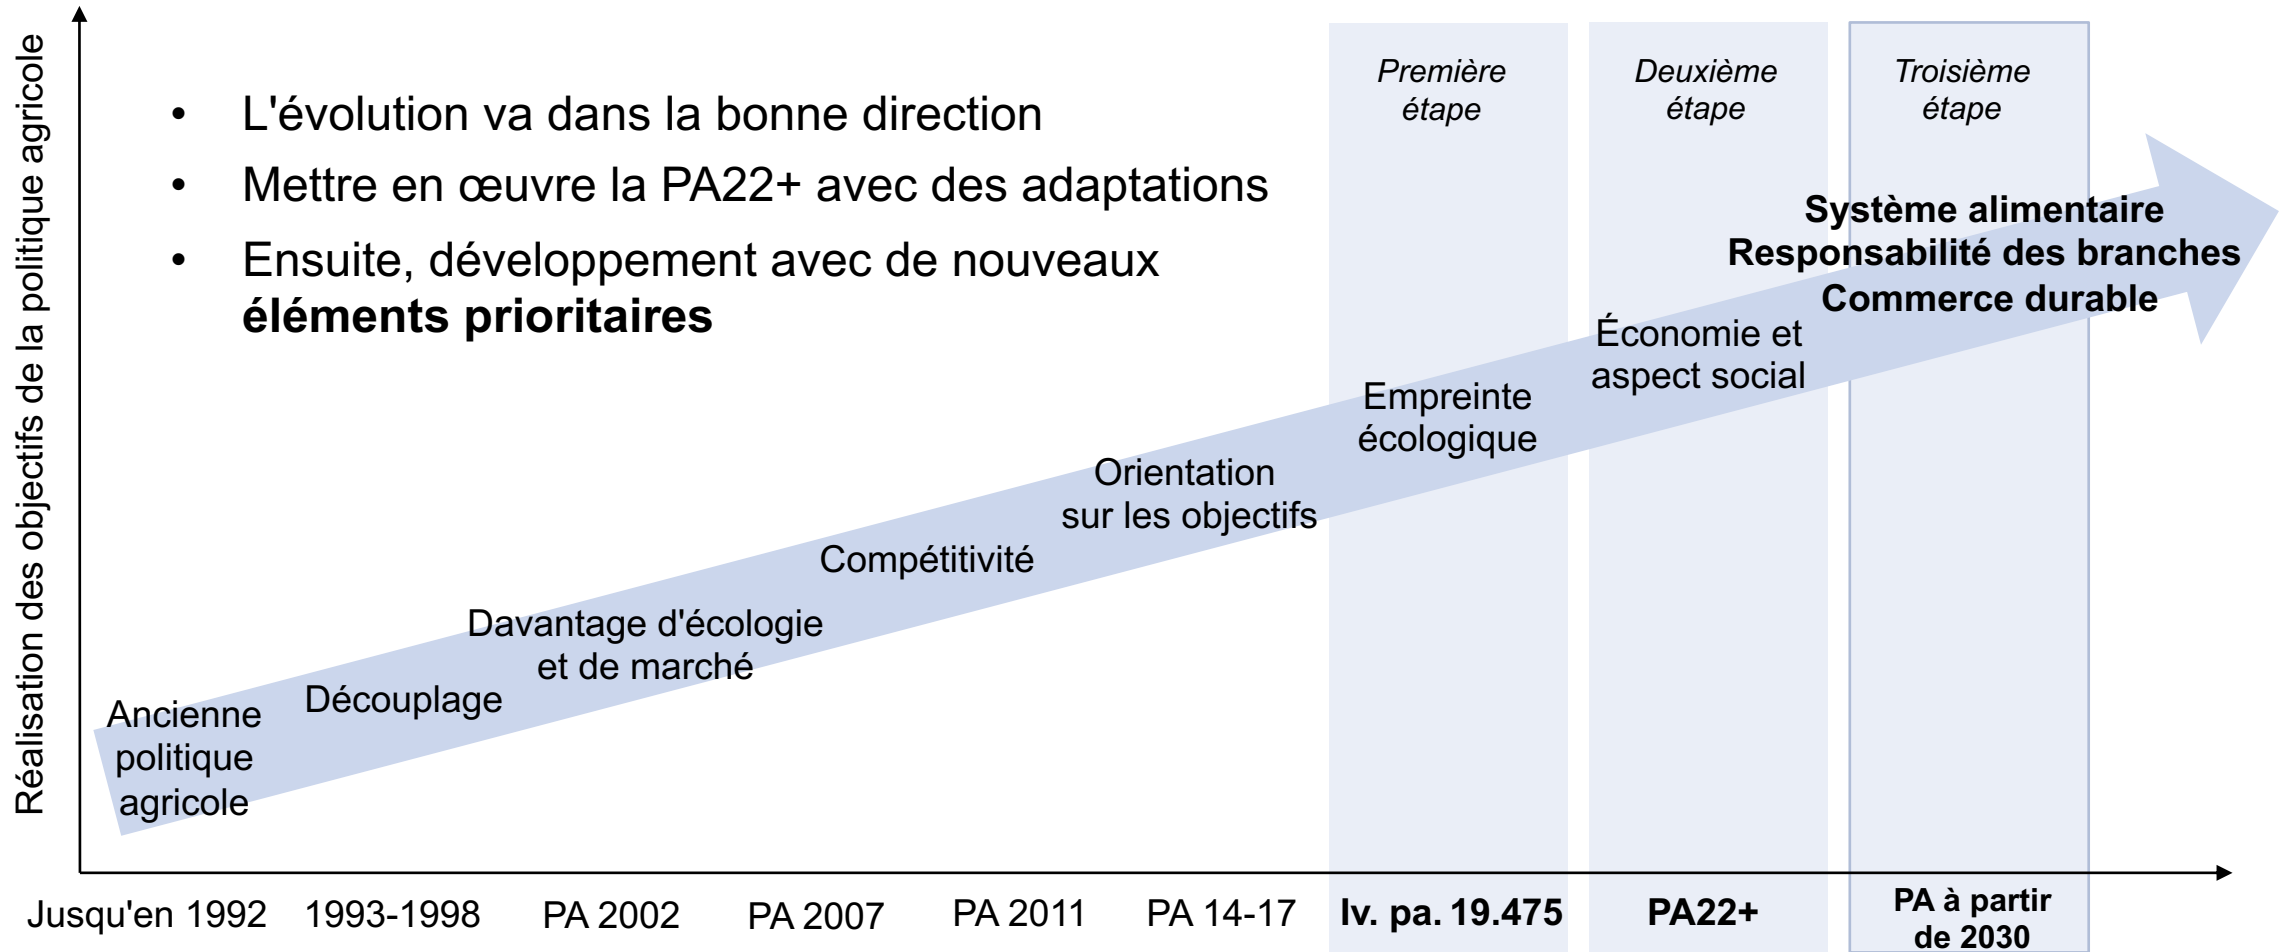 Réalisation des objectifs de la politique agricole
• L'évolution va dans la bonne direction
• Mettre en œuvre la PA22+ avec des adaptations
• Ensuite, développement avec de nouveaux
éléments prioritaires
Première
étape
Deuxième
étape
Troisième
étape
Système alimentaire
Responsabilité des branches
Commerce durable
Économie et
aspect social
Empreinte
écologique
Orientation
sur les objectifs
Compétitivité
Davantage d'écologie
et de marché
Découplage
Ancienne
politique
agricole
Jusqu'en 1992
1993-1998
PA 2002
PA 2007
PA 2011
PA 14-17
Iv. pa. 19.475
PA22+
PA à partir
de 2030